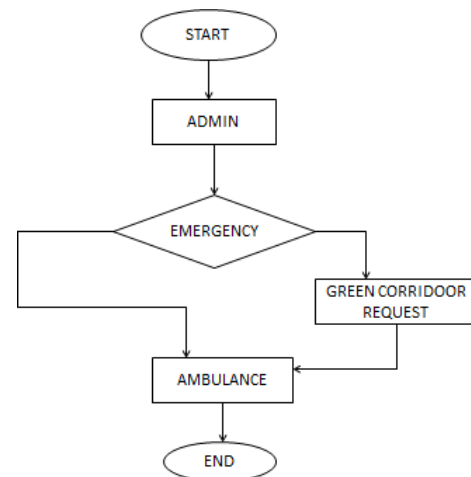 START
ADMIN
EMERGENCY
GREEN CORRIDOOR
REQUEST
AMBULANCE
END